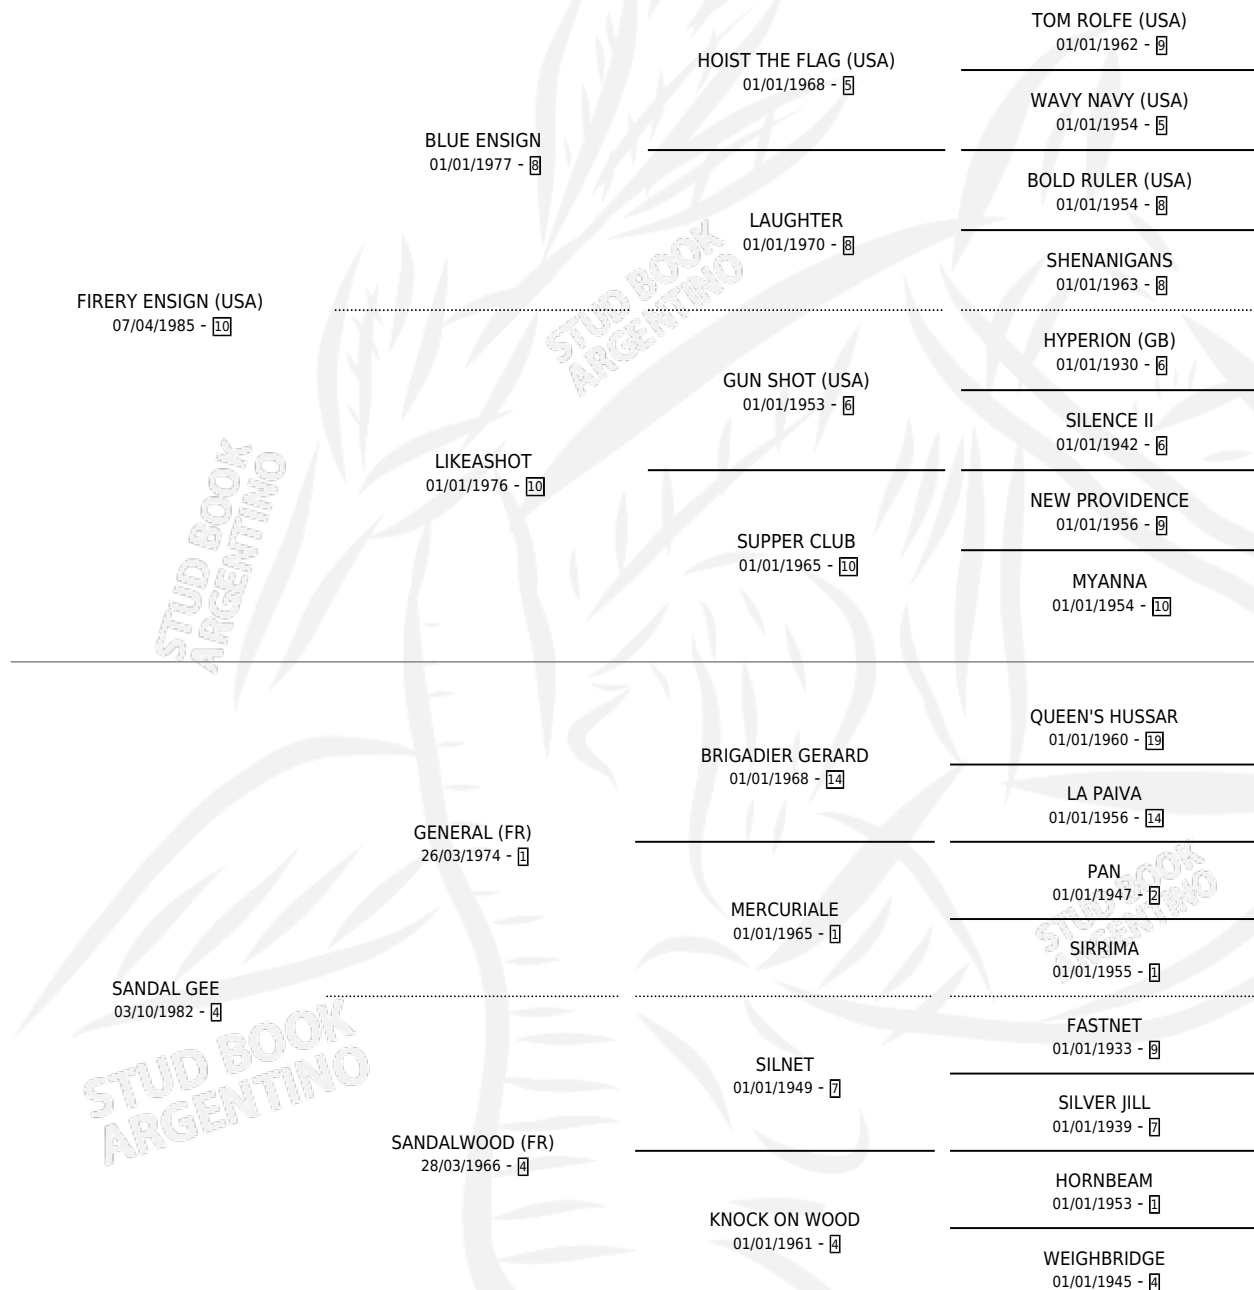 TOM ROLFE (USA)
01/01/1962 - 9
HOIST THE FLAG (USA)
01/01/1968 - 5
WAVY NAVY (USA)
01/01/1954 - 5
BLUE ENSIGN
01/01/1977 - 8
BOLD RULER (USA)
01/01/1954 - 8
LAUGHTER
01/01/1970 - 8
SHENANIGANS
01/01/1963 - 8
FIRERY ENSIGN (USA)
07/04/1985 - 10
HYPERION (GB)
01/01/1930 - 6
GUN SHOT (USA)
01/01/1953 - 6
SILENCE II
01/01/1942 - 6
LIKEASHOT
01/01/1976 - 10
NEW PROVIDENCE
01/01/1956 - 9
SUPPER CLUB
01/01/1965 - 10
MYANNA
01/01/1954 - 10
QUEEN'S HUSSAR
01/01/1960 - 19
BRIGADIER GERARD
01/01/1968 - 14
LA PAIVA
01/01/1956 - 14
GENERAL (FR)
26/03/1974 - 1
PAN
01/01/1947 - 2
MERCURIALE
01/01/1965 - 1
SIRRIMA
01/01/1955 - 1
SANDAL GEE
03/10/1982 - 4
FASTNET
01/01/1933 - 9
SILNET
01/01/1949 - 7
SILVER JILL
01/01/1939 - 7
SANDALWOOD (FR)
28/03/1966 - 4
HORNBEAM
01/01/1953 - 1
KNOCK ON WOOD
01/01/1961 - 4
WEIGHBRIDGE
01/01/1945 - 4
STUD BOOK
ARGENTINO
STUD BOOK
ARGENTINO
STUD BOOK
ARGENTINO
STUD BOOK
ARGENTINO